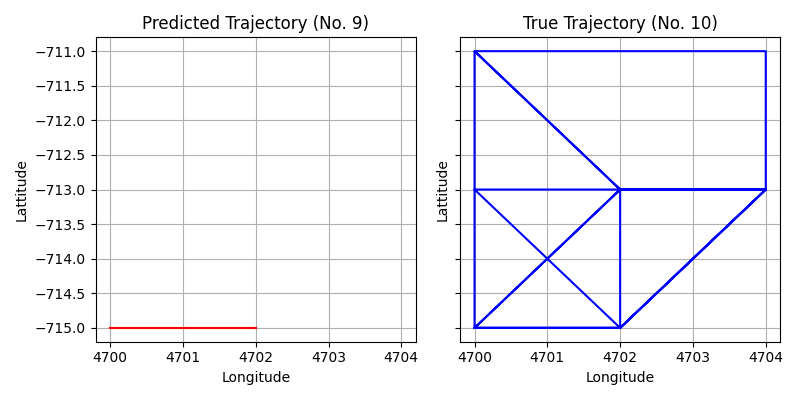 Predicted Trajectory (No. 9)
−711.0
−711.5
−712.0
−712.5
−713.0
−713.5
−714.0
−714.5
−715.0
Lattitude
4700 4701 4702 4703 4704
Longitude
True Trajectory (No. 10)
Lattitude
4700 4701 4702 4703 4704
Longitude